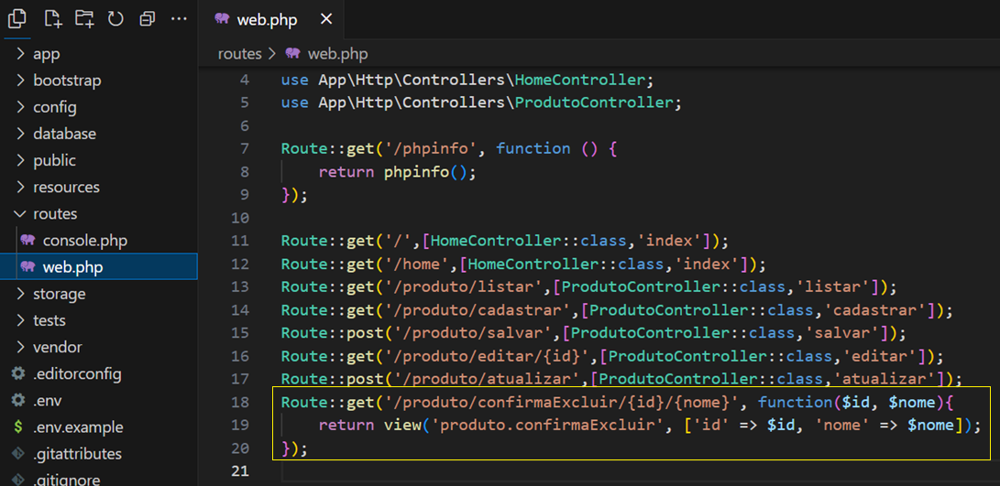 web.php
routes > web.php
app
bootstrap
config
database
public
resources
routes
console.php
web.php
storage
tests
vendor
.editorconfig
.env
.env.example
.gitattributes
.gitignore
4 use App\Http\Controllers\HomeController;
5 use App\Http\Controllers\ProdutoController;
6
7 Route::get('/phpinfo', function () {
8     return phpinfo();
9 });
10
11 Route::get('/',[HomeController::class,'index']);
12 Route::get('/home',[HomeController::class,'index']);
13 Route::get('/produto/listar',[ProdutoController::class,'listar']);
14 Route::get('/produto/cadastrar',[ProdutoController::class,'cadastrar']);
15 Route::post('/produto/salvar',[ProdutoController::class,'salvar']);
16 Route::get('/produto/editar/{id}',[ProdutoController::class,'editar']);
17 Route::post('/produto/atualizar',[ProdutoController::class,'atualizar']);
18 Route::get('/produto/confirmaExcluir/{id}/{nome}', function($id, $nome){
19     return view('produto.confirmaExcluir', ['id' => $id, 'nome' => $nome]);
20 });
21